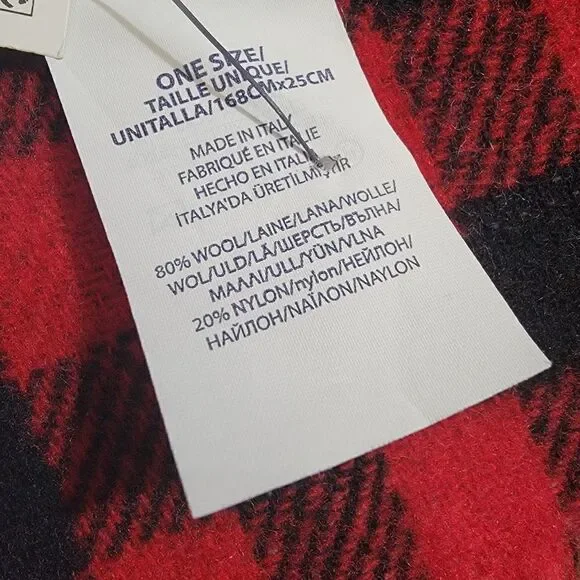 ONE SIZE/
TAILLE UNIQUE/
UNITALLA/168CMx25CM
MADE IN ITALY
FABRIQUÉ EN ITALIE
HECHO EN ITALIA
İTALYA'DA ÜRETİLMİŞTİR
80% WOOL/LAINE/LANA/WOLLE/
WOL/ULD/LÃ/ШЕРСТЬ/ВЪЛНА/
ΜΑΛΛΙ/ULL/YÜN/VLNA
20% NYLON/nylon/НЕЙЛОН/
НАЙЛОН/ΝΑΪΛΟΝ/NAYLON